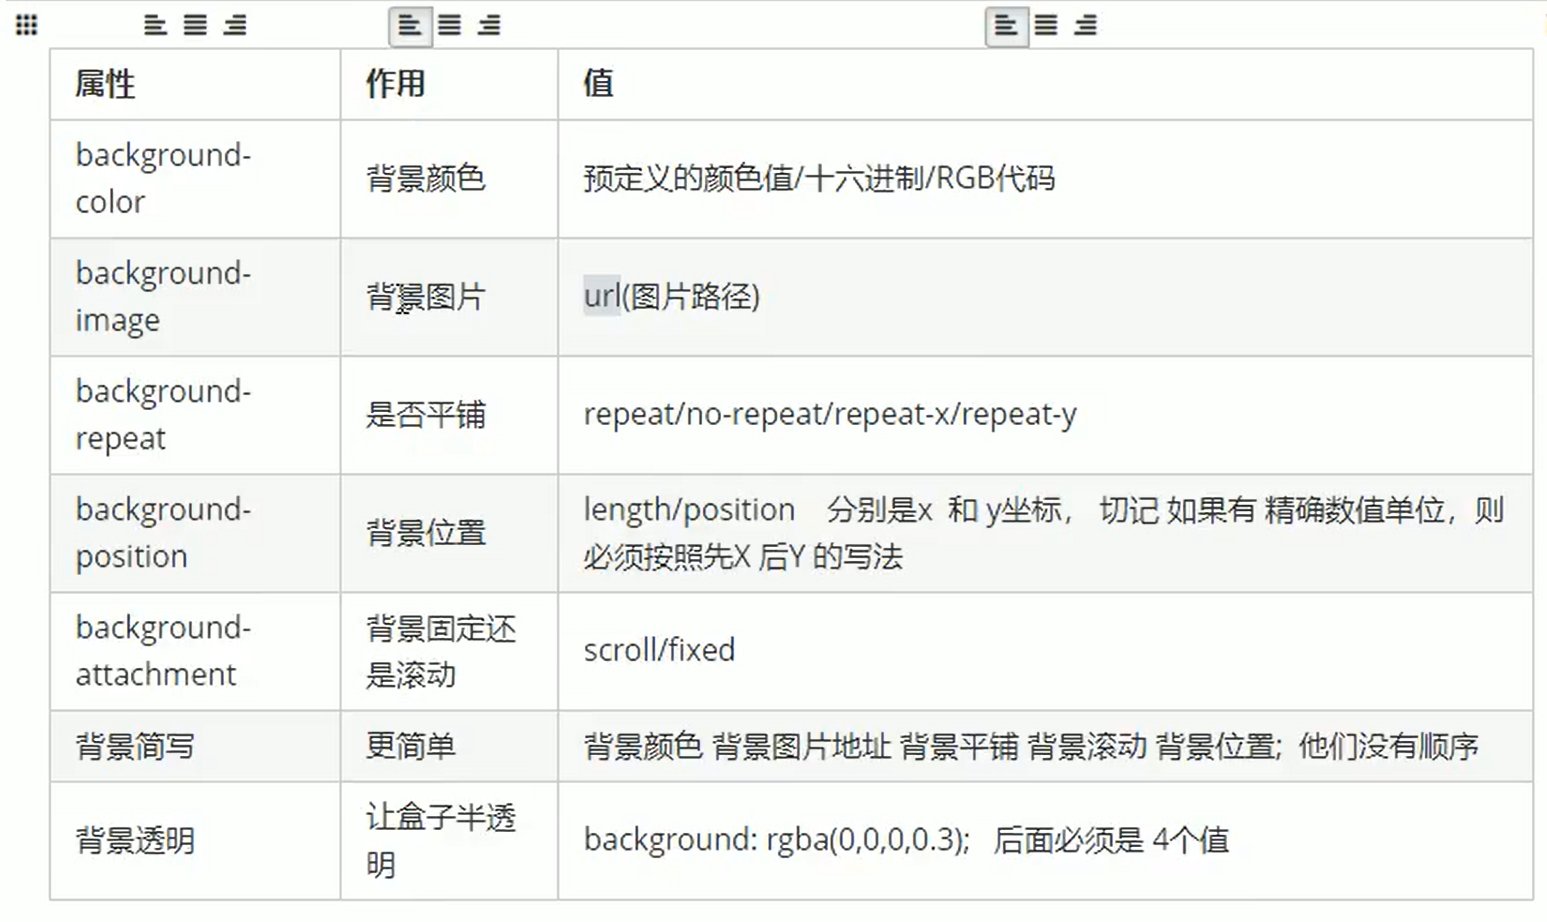 属性 作用 值
background-
color
背景颜色
预定义的颜色值/十六进制/RGB代码
background-
image
背景图片
url(图片路径)
background-
repeat
是否平铺
repeat/no-repeat/repeat-x/repeat-y
background-
position
背景位置
length/position 分别是x 和 y坐标， 切记 如果有 精确数值单位，则
必须按照先X 后Y 的写法
background-
attachment
背景固定还
是滚动
scroll/fixed
背景简写
更简单
背景颜色 背景图片地址 背景平铺 背景滚动 背景位置; 他们没有顺序
背景透明
让盒子半透
明
background: rgba(0,0,0,0.3); 后面必须是 4个值